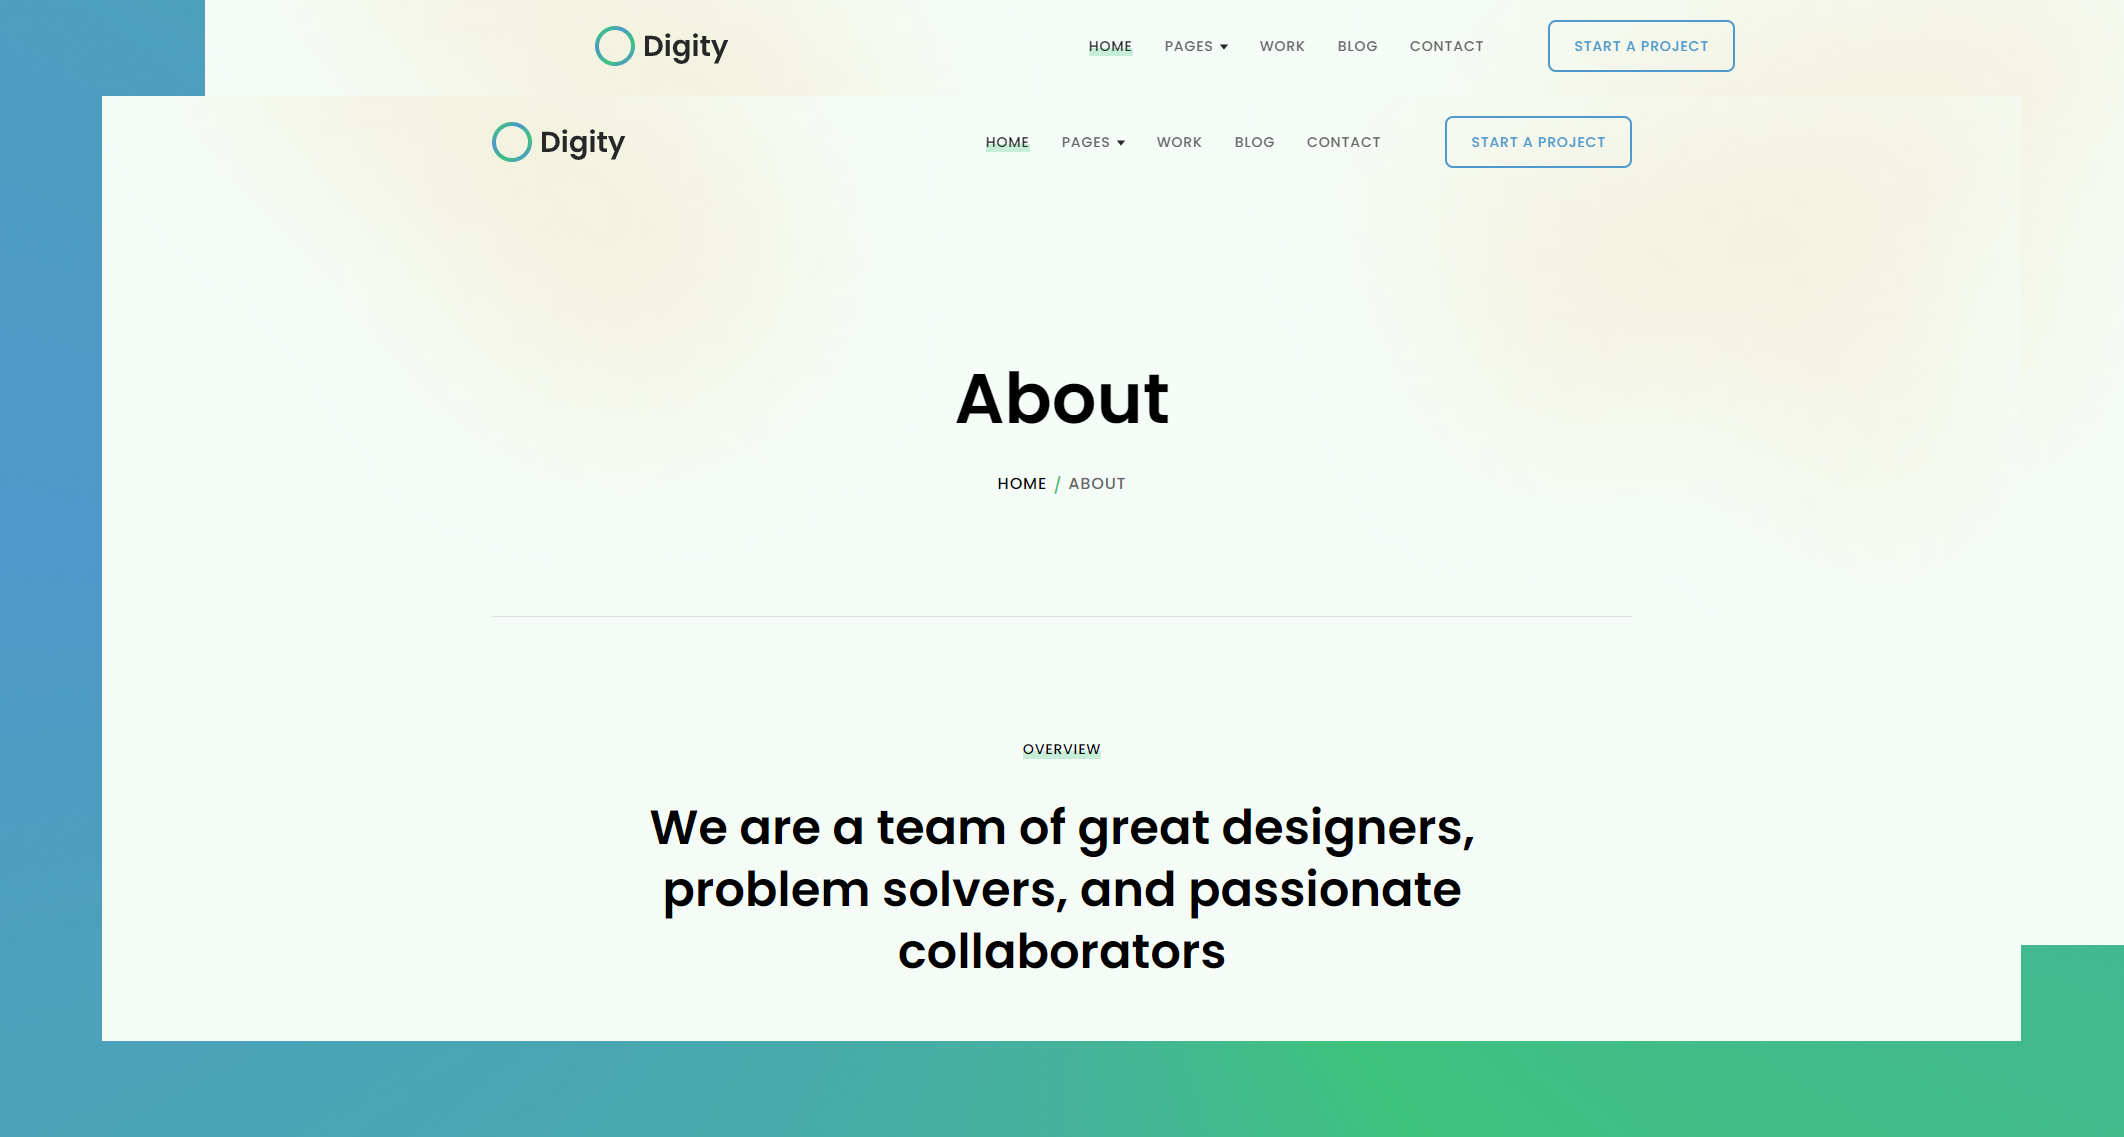 Digity HOME PAGES WORK BLOG CONTACT START A PROJECT
Digity HOME PAGES WORK BLOG CONTACT START A PROJECT
About
HOME / ABOUT
OVERVIEW
We are a team of great designers,
problem solvers, and passionate
collaborators